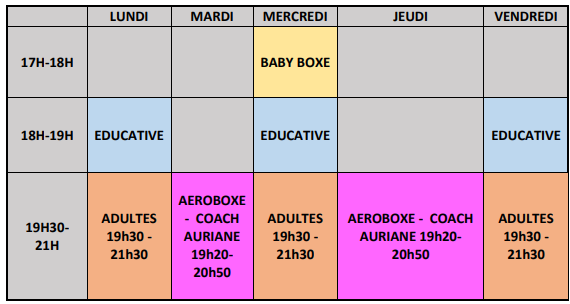 LUNDI MARDI MERCREDI JEUDI VENDREDI
17H-18H BABY BOXE
18H-19H EDUCATIVE EDUCATIVE EDUCATIVE
19H30-
21H
ADULTES
19h30 -
21h30
AEROBOXE
- COACH
AURIANE
19h20-
20h50
ADULTES
19h30 -
21h30
AEROBOXE - COACH
AURIANE 19h20-
20h50
ADULTES
19h30 -
21h30